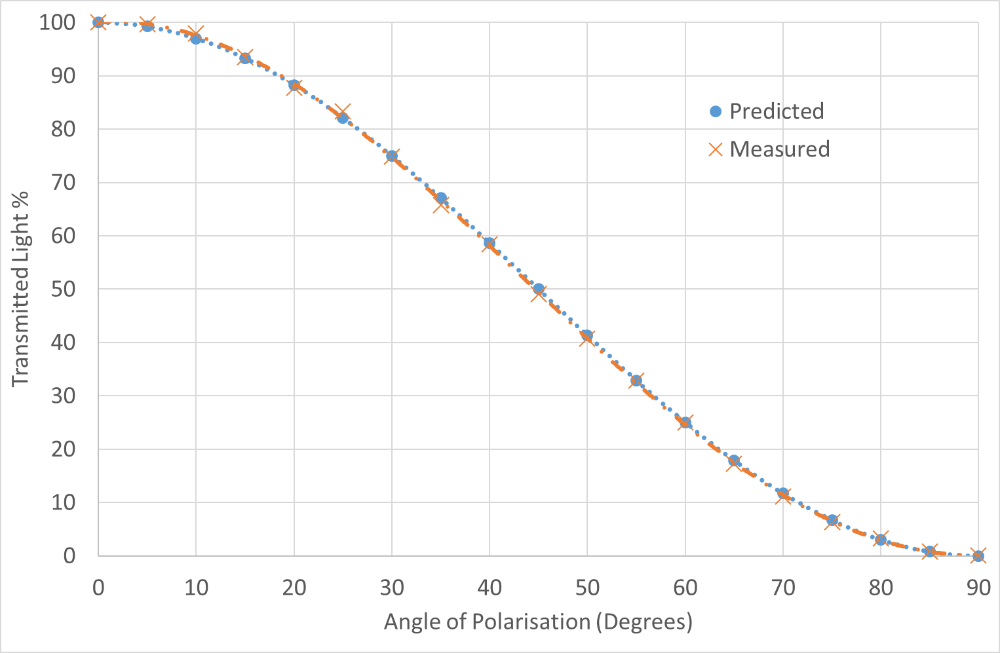 100
90
80
70
60
50
40
30
20
10
0
Transmitted Light %
Predicted
Measured
0 10 20 30 40 50 60 70 80 90
Angle of Polarisation (Degrees)